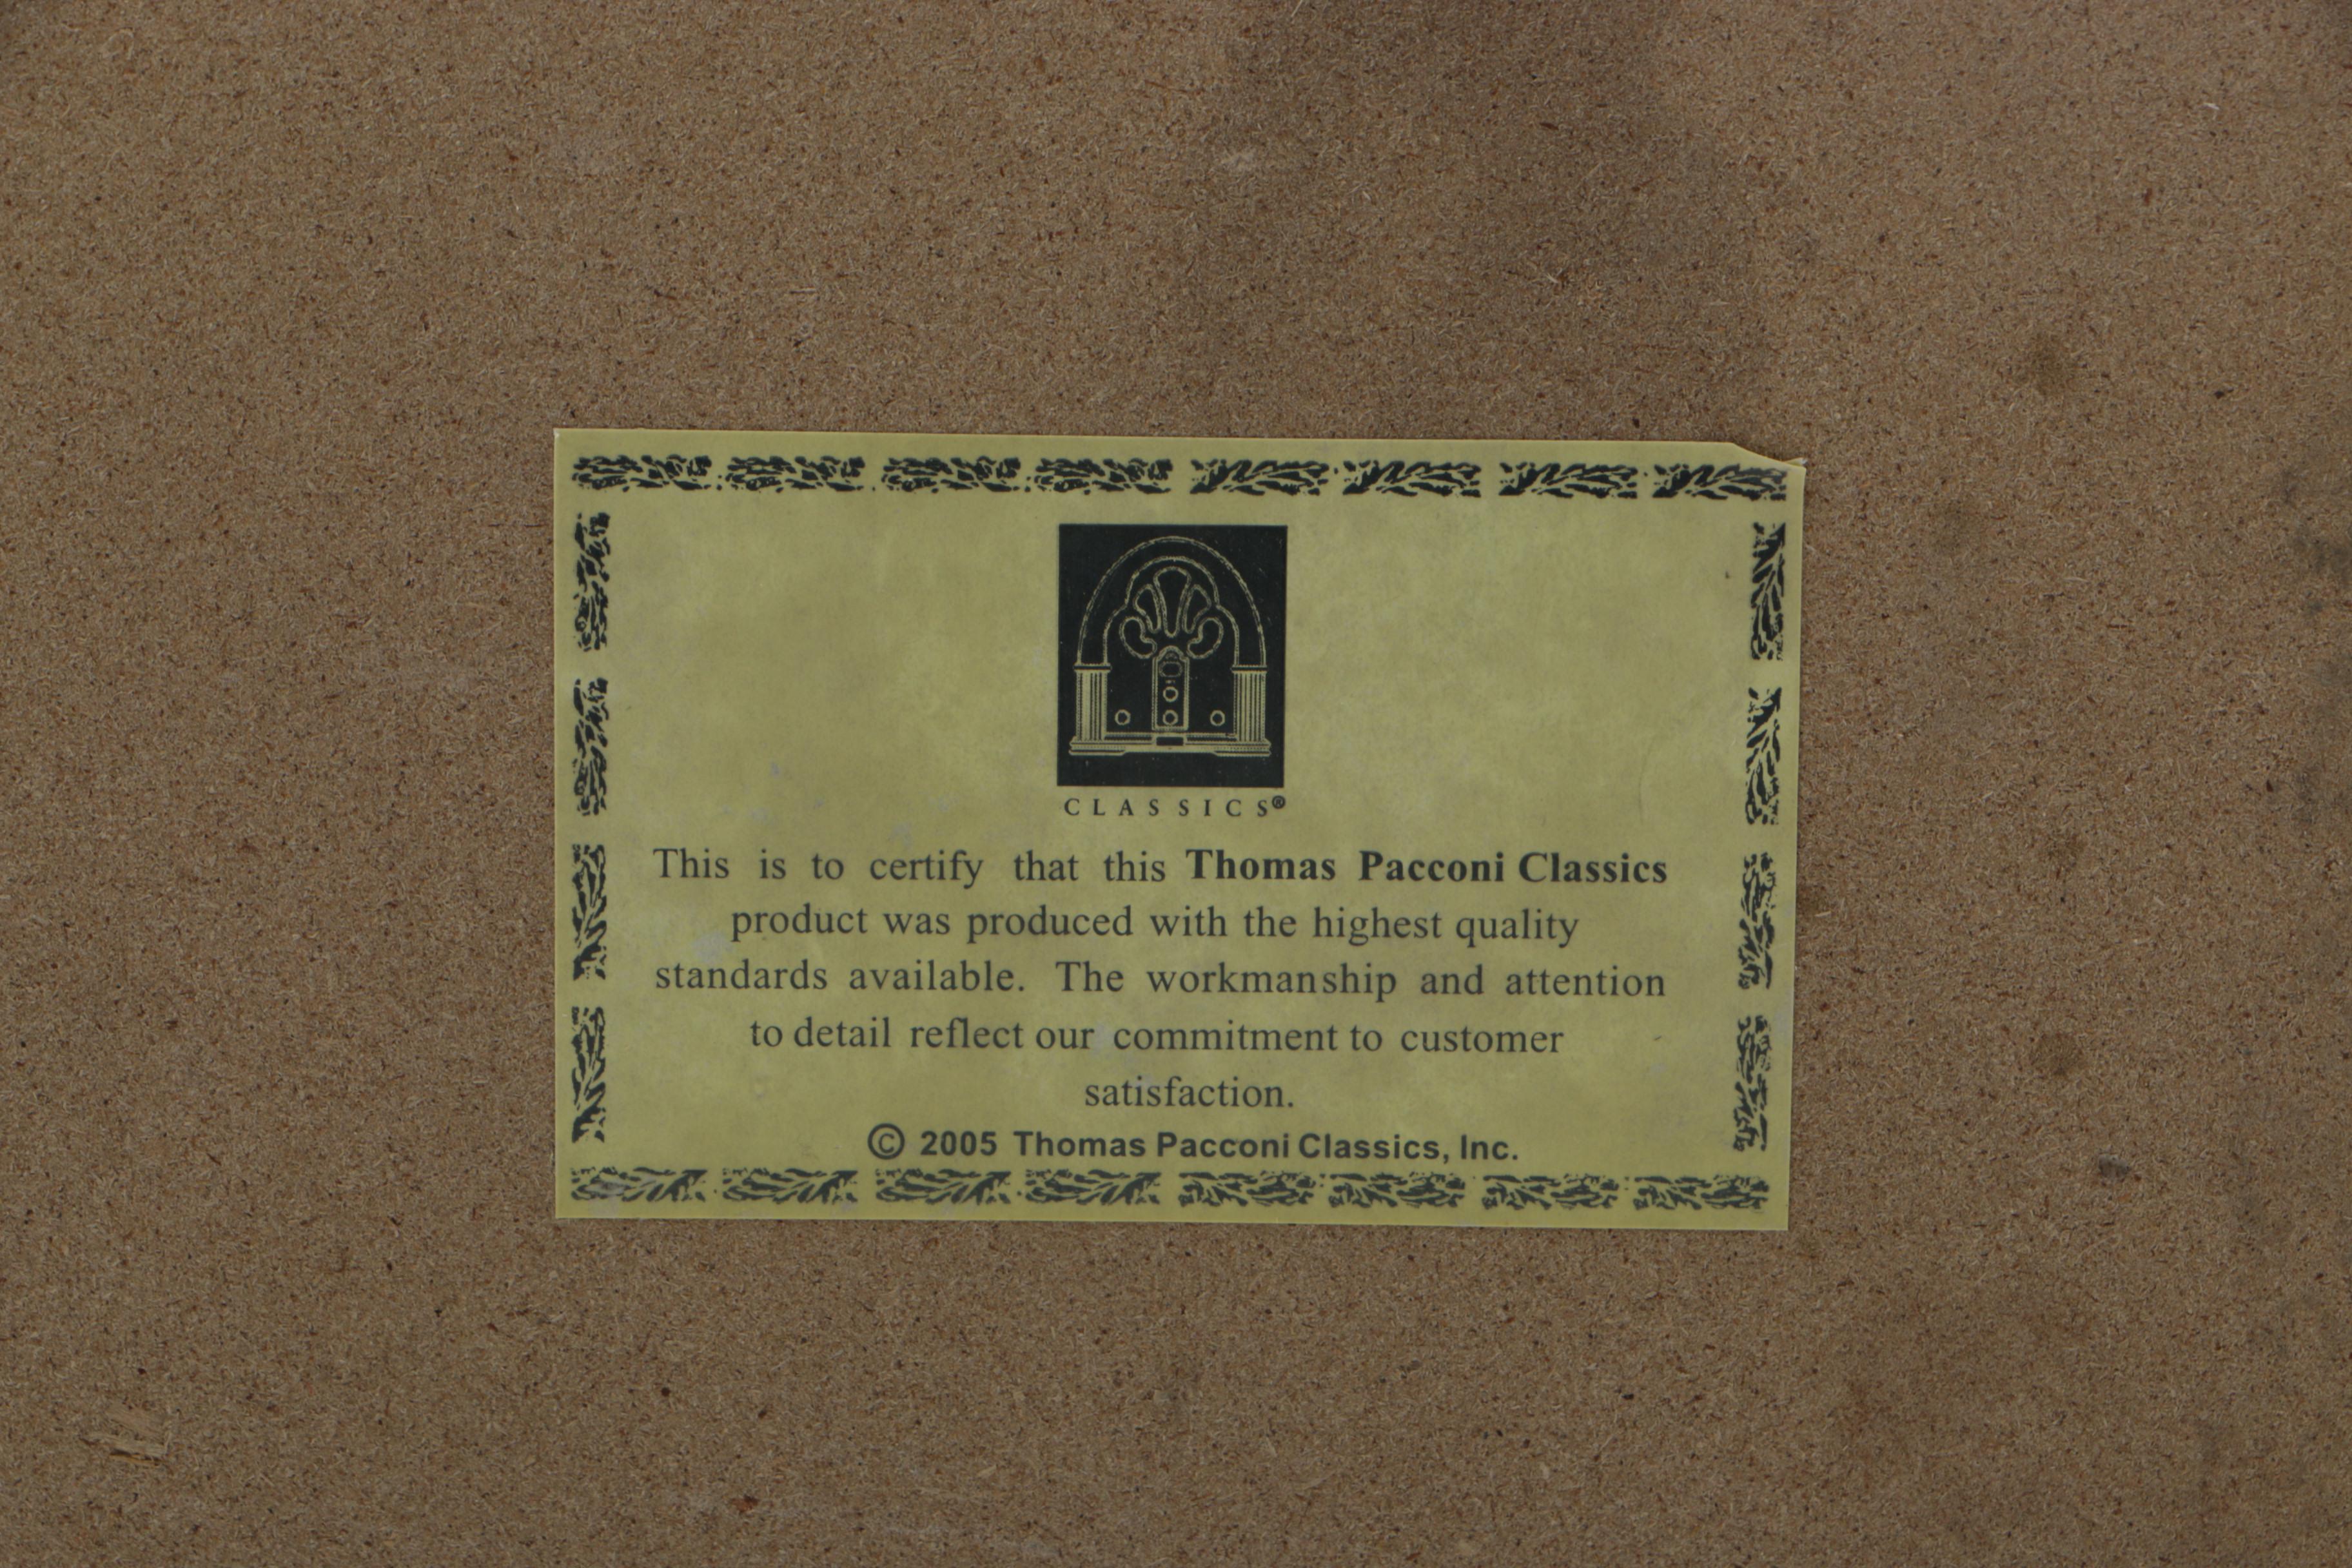 CLASSICS®
This is to certify that this Thomas Pacconi Classics
product was produced with the highest quality
standards available. The workmanship and attention
to detail reflect our commitment to customer
satisfaction.
© 2005 Thomas Pacconi Classics, Inc.